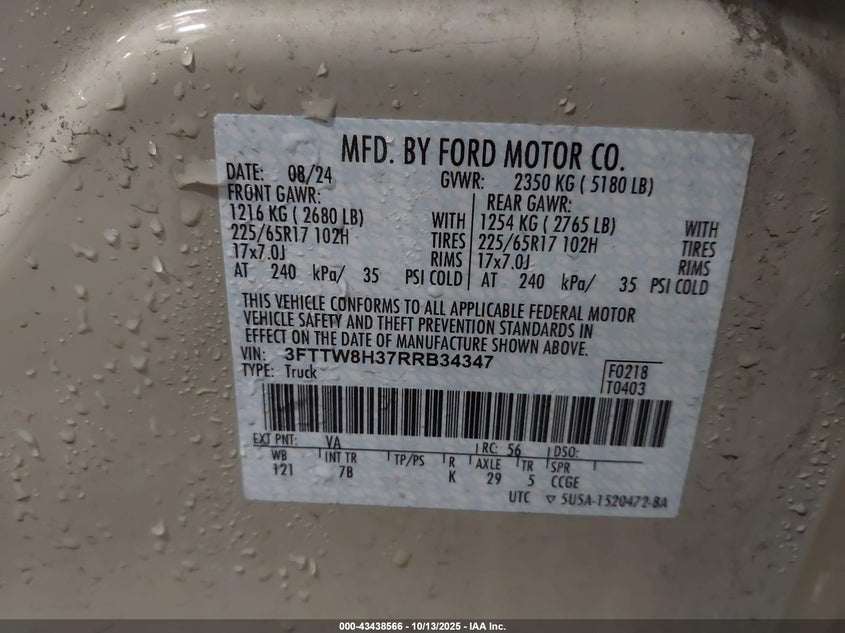 MFD. BY FORD MOTOR CO.
DATE: 08/24 GVWR: 2350 KG ( 5180 LB)
FRONT GAWR: REAR GAWR:
1216 KG ( 2680 LB) WITH 1254 KG ( 2765 LB) WITH
225/65R17 102H TIRES 225/65R17 102H TIRES
17x7.0J RIMS 17x7.0J RIMS
AT 240 kPa/ 35 PSI COLD AT 240 kPa/ 35 PSI COLD
THIS VEHICLE CONFORMS TO ALL APPLICABLE FEDERAL MOTOR
VEHICLE SAFETY AND THEFT PREVENTION STANDARDS IN
EFFECT ON THE DATE OF MANUFACTURE SHOWN ABOVE.
VIN: 3FTTW8H37RRB34347
TYPE: Truck
F0218
T0403
EXT PNT: VA RC: 56 DSO:
WB INT TR TP/PS R AXLE TR SPR
121 7B K 29 5 CCGE
UTC ▽ 5U5A-1520472-BA
000-43438566 | 10/13/2025 - IAA Inc.